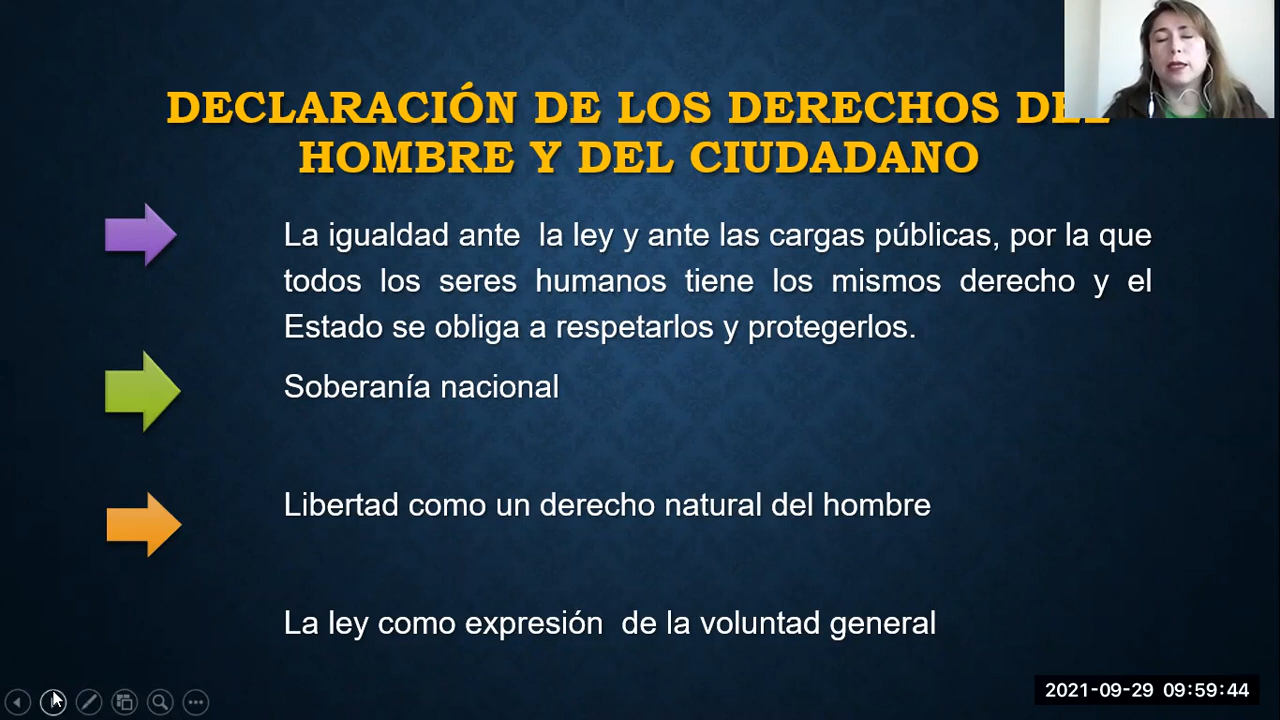 DECLARACIÓN DE LOS DERECHOS DEL
HOMBRE Y DEL CIUDADANO
La igualdad ante la ley y ante las cargas públicas, por la que
todos los seres humanos tiene los mismos derecho y el
Estado se obliga a respetarlos y protegerlos.
Soberanía nacional
Libertad como un derecho natural del hombre
La ley como expresión de la voluntad general
2021-09-29 09:59:44